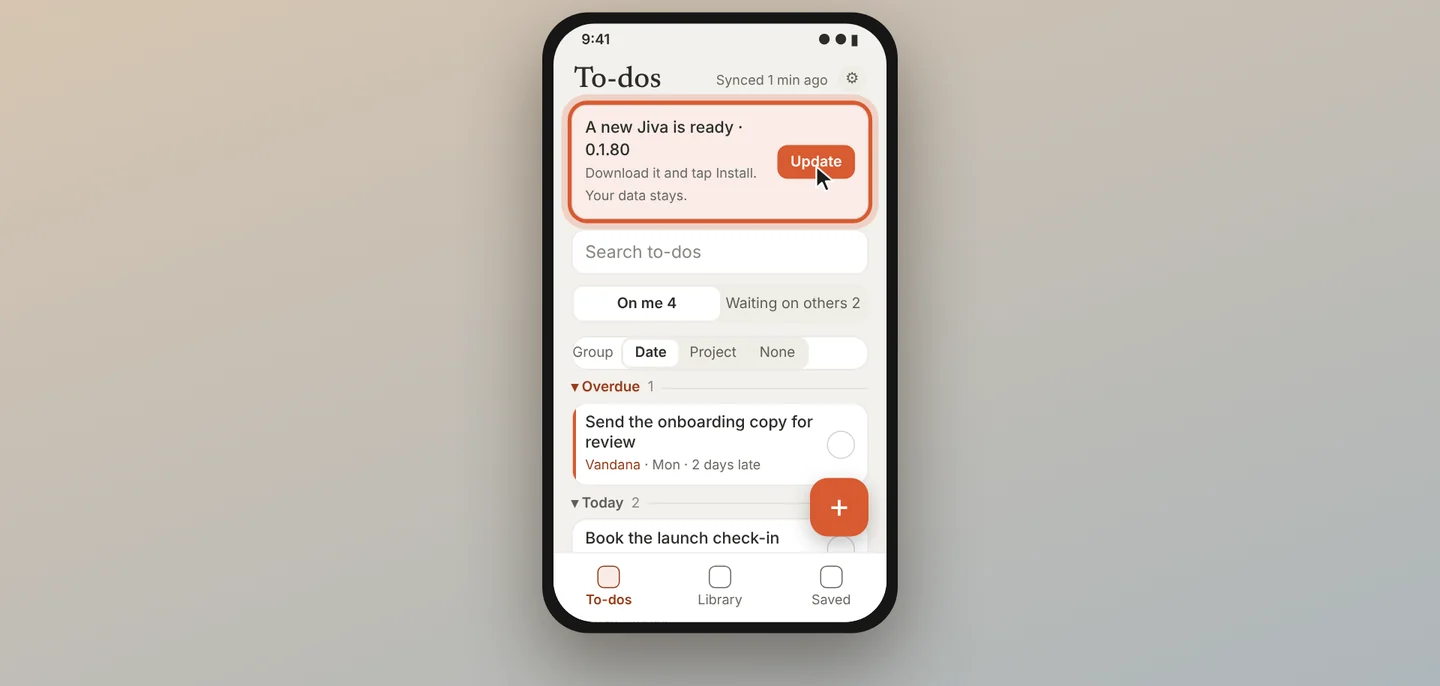 9:41
To-dos
Synced 1 min ago
A new Jiva is ready ·
0.1.80
Download it and tap Install.
Your data stays.
Update
Search to-dos
On me 4
Waiting on others 2
Group
Date
Project
None
Overdue 1
Send the onboarding copy for
review
Vandana · Mon · 2 days late
Today 2
+
Book the launch check-in
To-dos
Library
Saved